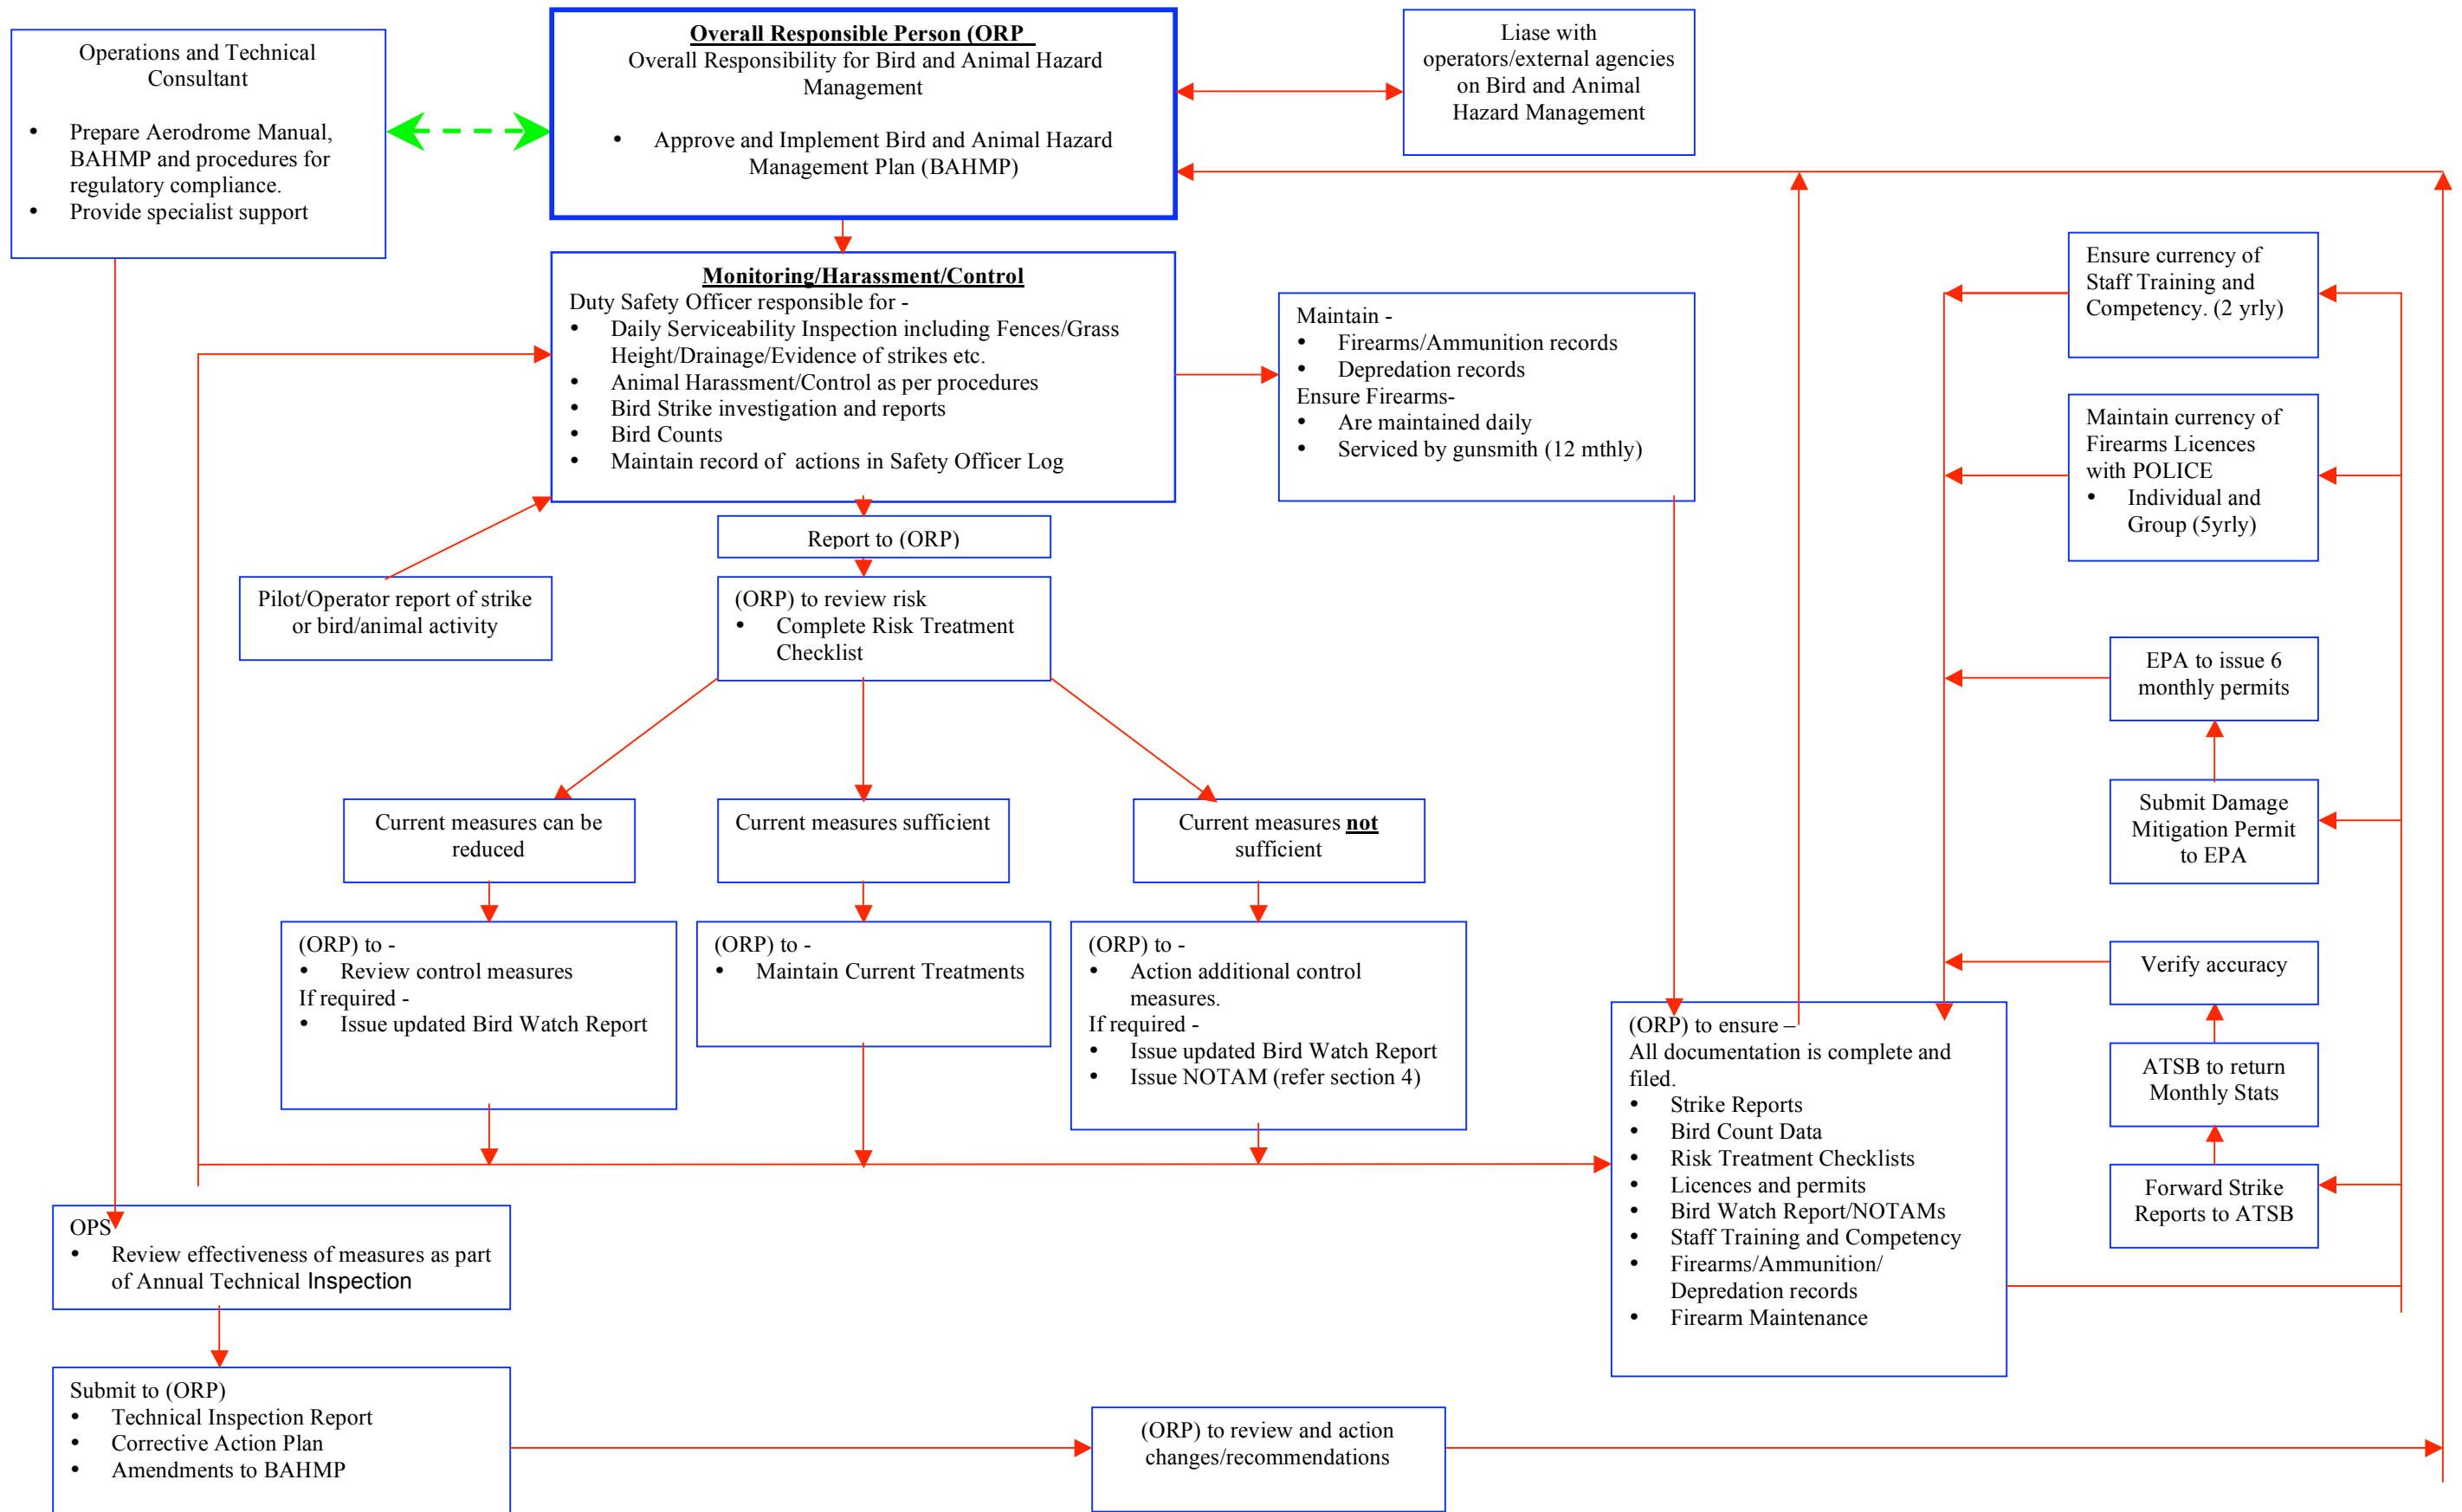 Operations and Technical
Consultant
• Prepare Aerodrome Manual,
BAHMP and procedures for
regulatory compliance.
• Provide specialist support
Overall Responsible Person (ORP
Overall Responsibility for Bird and Animal Hazard
Management
• Approve and Implement Bird and Animal Hazard
Management Plan (BAHMP)
Liase with
operators/external agencies
on Bird and Animal
Hazard Management
Monitoring/Harassment/Control
Duty Safety Officer responsible for -
• Daily Serviceability Inspection including Fences/Grass
Height/Drainage/Evidence of strikes etc.
• Animal Harassment/Control as per procedures
• Bird Strike investigation and reports
• Bird Counts
• Maintain record of actions in Safety Officer Log
Maintain -
• Firearms/Ammunition records
• Depredation records
Ensure Firearms-
• Are maintained daily
• Serviced by gunsmith (12 mthly)
Ensure currency of
Staff Training and
Competency. (2 yrly)
Maintain currency of
Firearms Licences
with POLICE
• Individual and
Group (5yrly)
Report to (ORP)
Pilot/Operator report of strike
or bird/animal activity
(ORP) to review risk
• Complete Risk Treatment
Checklist
EPA to issue 6
monthly permits
Submit Damage
Mitigation Permit
to EPA
Current measures can be
reduced
Current measures sufficient
Current measures not
sufficient
(ORP) to -
• Review control measures
If required -
• Issue updated Bird Watch Report
(ORP) to -
• Maintain Current Treatments
(ORP) to -
• Action additional control
measures.
If required -
• Issue updated Bird Watch Report
• Issue NOTAM (refer section 4)
Verify accuracy
ATSB to return
Monthly Stats
Forward Strike
Reports to ATSB
(ORP) to ensure –
All documentation is complete and
filed.
• Strike Reports
• Bird Count Data
• Risk Treatment Checklists
• Licences and permits
• Bird Watch Report/NOTAMs
• Staff Training and Competency
• Firearms/Ammunition/
Depredation records
• Firearm Maintenance
OPS
• Review effectiveness of measures as part
of Annual Technical Inspection
Submit to (ORP)
• Technical Inspection Report
• Corrective Action Plan
• Amendments to BAHMP
(ORP) to review and action
changes/recommendations